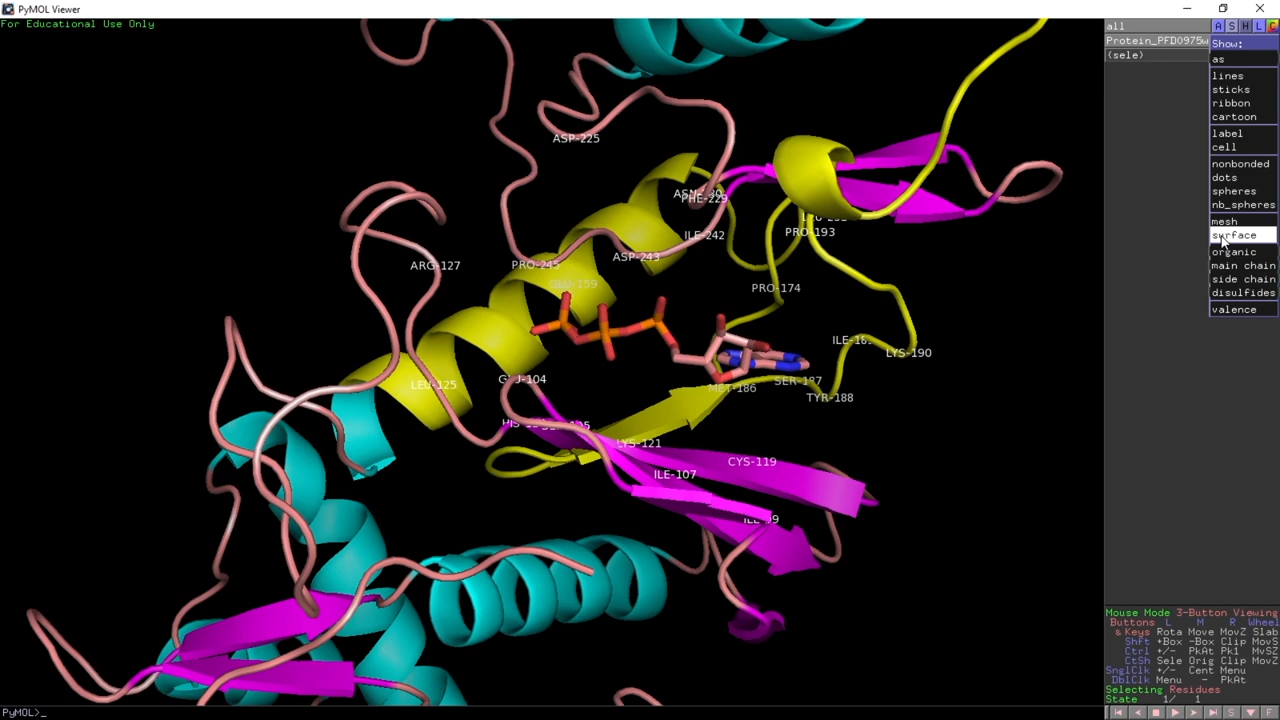 PyMOL Viewer
For Educational Use Only
all A S H L C
Protein_PFD0975w
(sele)
Show:
as
lines
sticks
ribbon
cartoon
label
cell
nonbonded
dots
spheres
nb_spheres
mesh
surface
organic
main chain
side chain
disulfides
valence
ASP-225
PHE-229
PRO-193
ILE-242
ASP-243
ARG-127
PRO-245
GLU-159
PRO-174
LYS-190
LEU-125
MET-186
SER-187
TYR-188
LYS-121
CYS-119
ILE-107
Mouse Mode 3-Button Viewing
Buttons L M R Wheel
& Keys Rota Move MovZ Slab
Shft +Box -Box Clip MovS
Ctrl +/- PkAt Pk1 MvSZ
CtSh Sele Orig Clip MovZ
SnglClk +/- Cent Menu
DblClk Menu - PkAt
Selecting Residues
State 1/ 1
PyMOL>_
S F